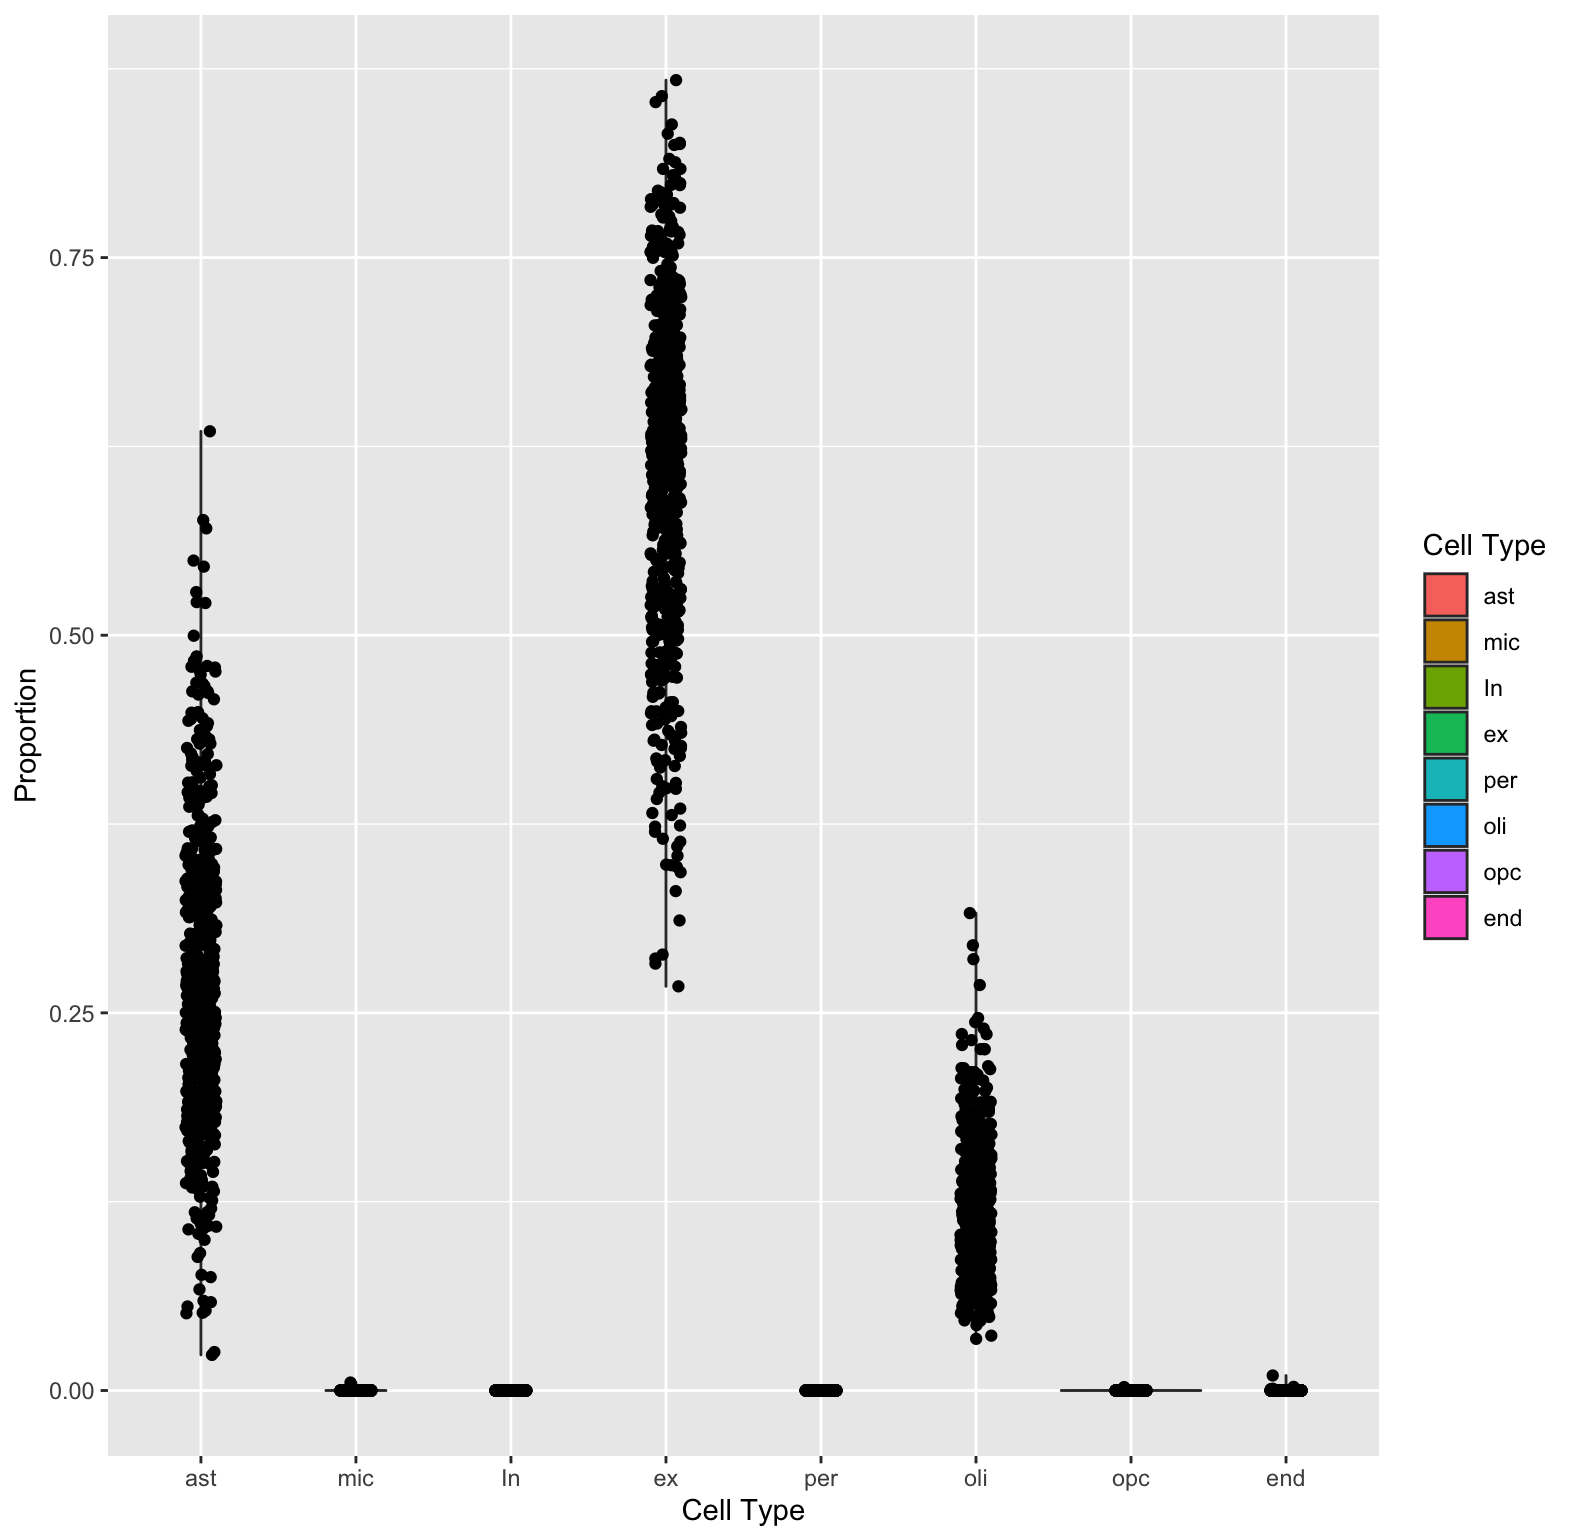 Proportion
0.75
0.50
0.25
0.00
ast mic In ex per oli opc end
Cell Type
Cell Type
ast
mic
In
ex
per
oli
opc
end